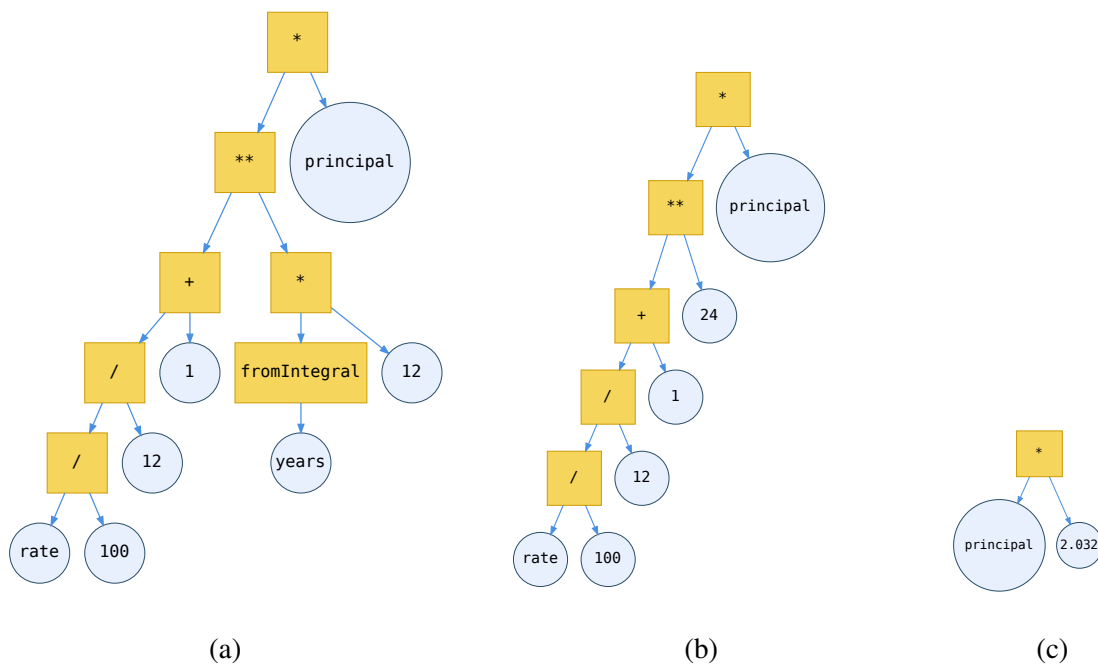 *
**
principal
+
*
/
1
fromIntegral
12
/
12
years
rate
100
(a)
*
**
principal
+
24
/
1
/
12
rate
100
(b)
*
principal
2.032
(c)